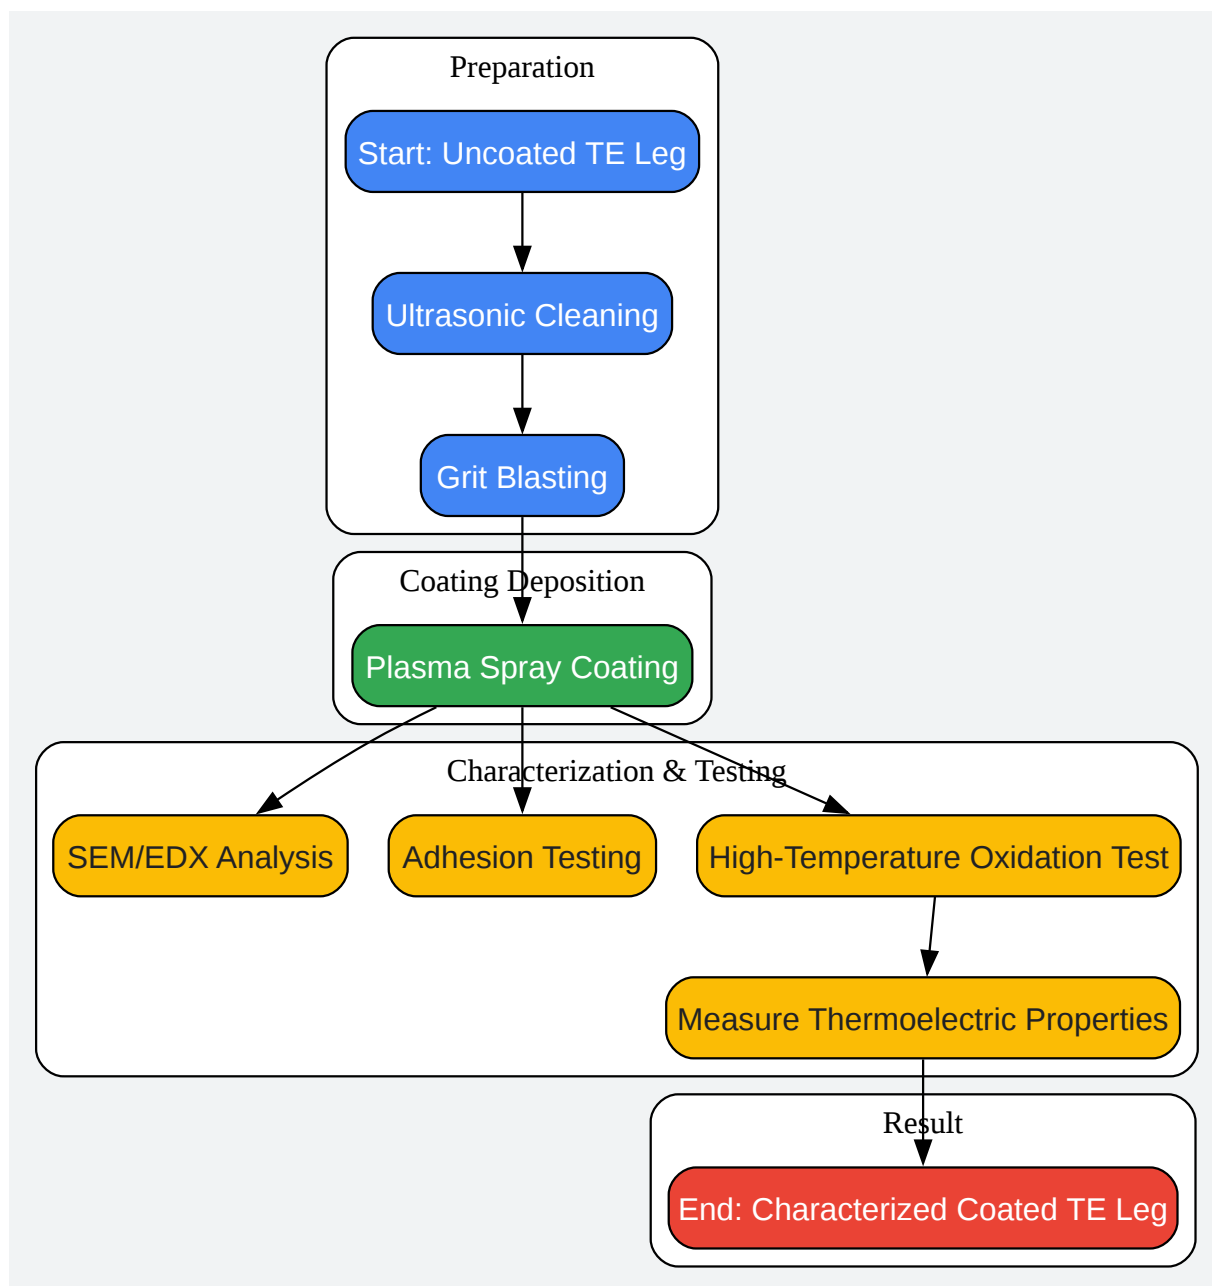 Preparation
Start: Uncoated TE Leg
Ultrasonic Cleaning
Grit Blasting
Coating Deposition
Plasma Spray Coating
Characterization & Testing
SEM/EDX Analysis
Adhesion Testing
High-Temperature Oxidation Test
Measure Thermoelectric Properties
Result
End: Characterized Coated TE Leg